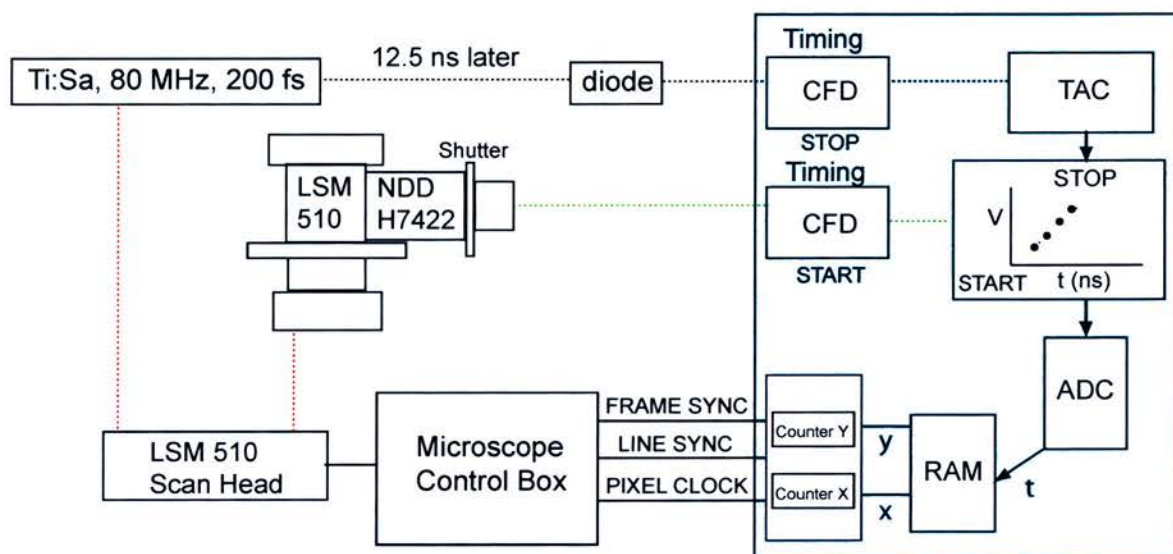 Ti:Sa, 80 MHz, 200 fs
12.5 ns later
diode
Timing
CFD
STOP
TAC
LSM
510
NDD
H7422
Shutter
Timing
CFD
START
STOP
V
START
t (ns)
ADC
LSM 510
Scan Head
Microscope
Control Box
FRAME SYNC
LINE SYNC
PIXEL CLOCK
Counter Y
Counter X
y
x
RAM
t